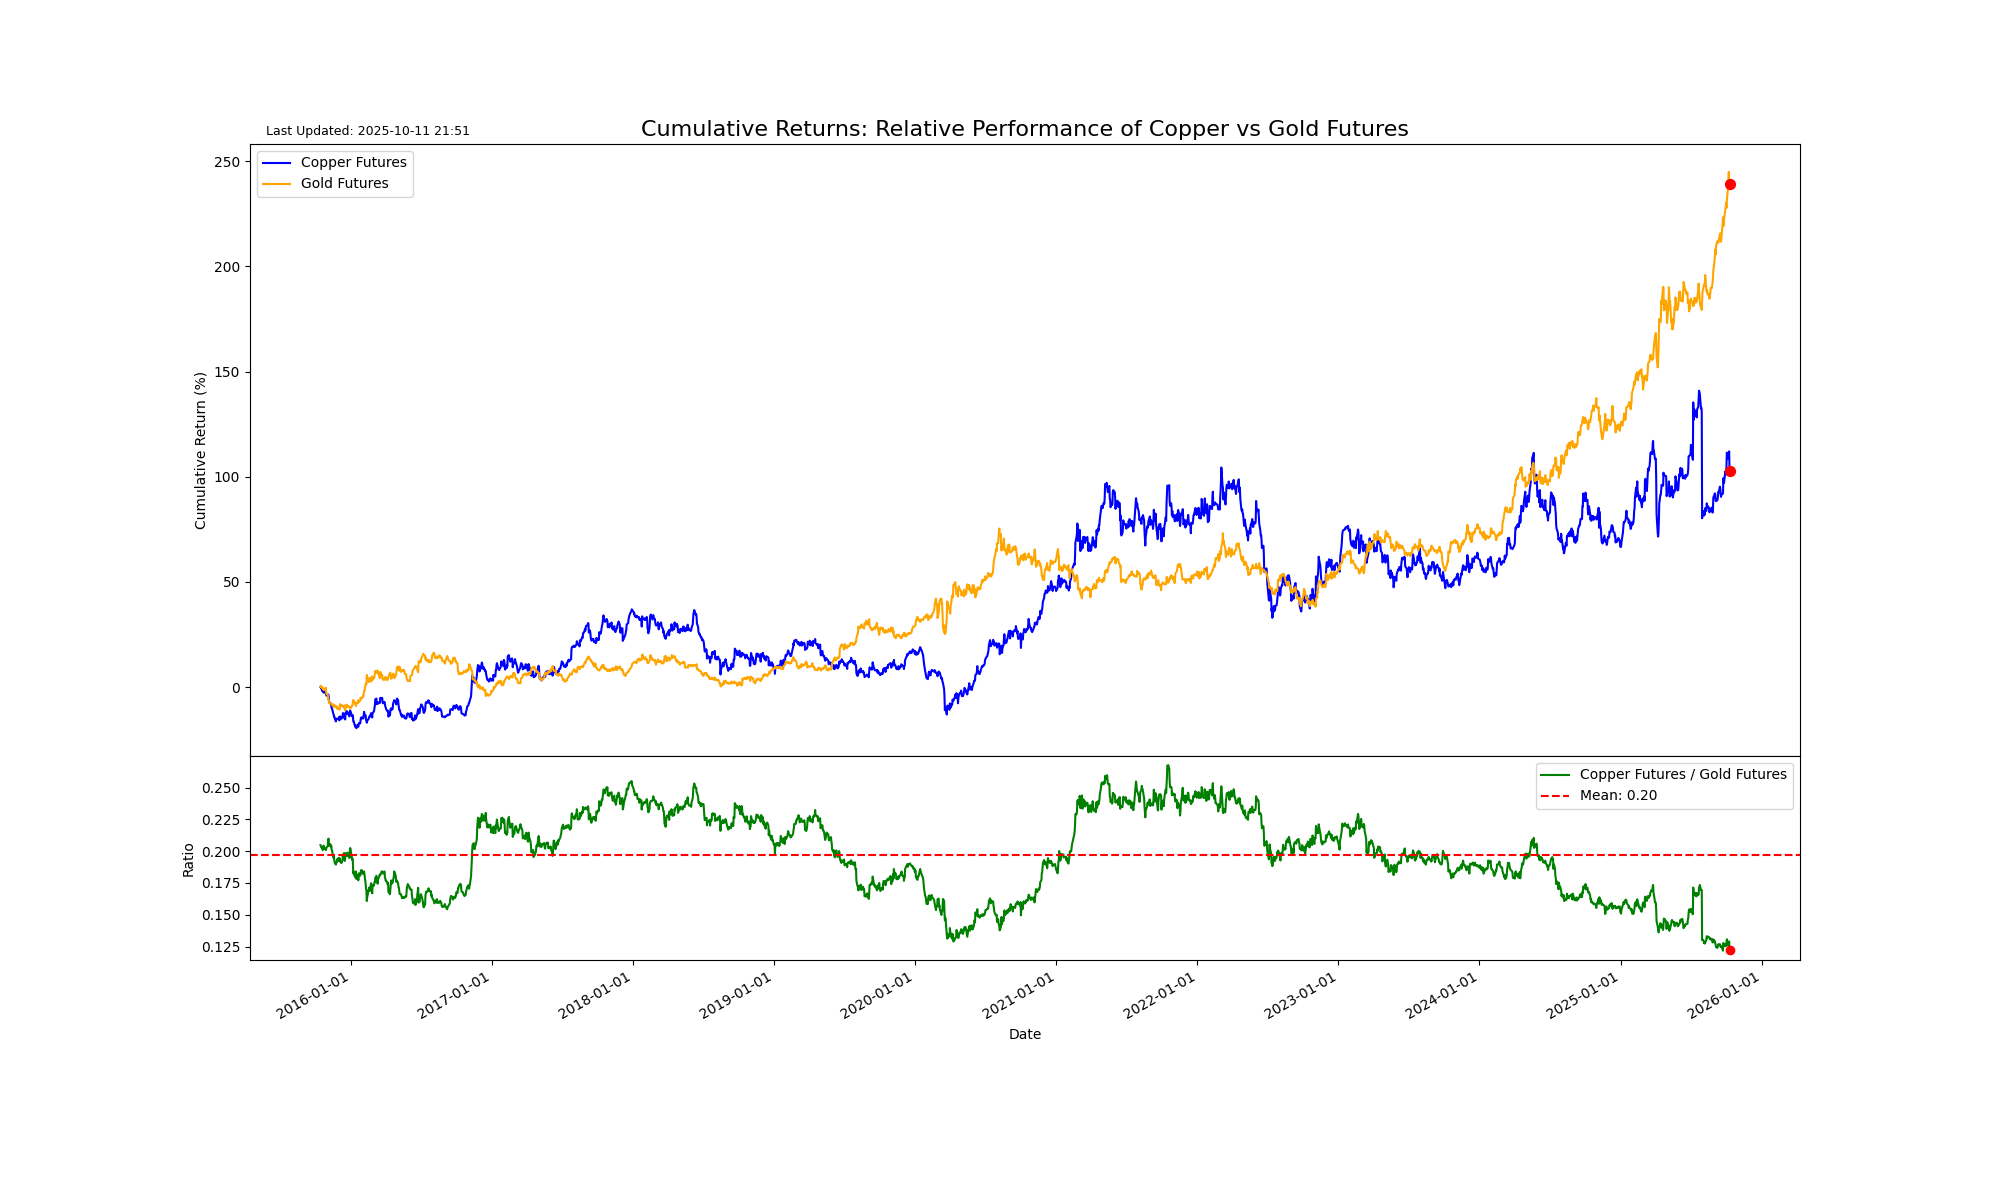 Last Updated: 2025-10-11 21:51
Cumulative Returns: Relative Performance of Copper vs Gold Futures
Copper Futures
Gold Futures
250
200
150
100
50
0
Cumulative Return (%)
Copper Futures / Gold Futures
Mean: 0.20
0.250
0.225
0.200
0.175
0.150
0.125
Ratio
2016-01-01
2017-01-01
2018-01-01
2019-01-01
2020-01-01
2021-01-01
2022-01-01
2023-01-01
2024-01-01
2025-01-01
2026-01-01
Date